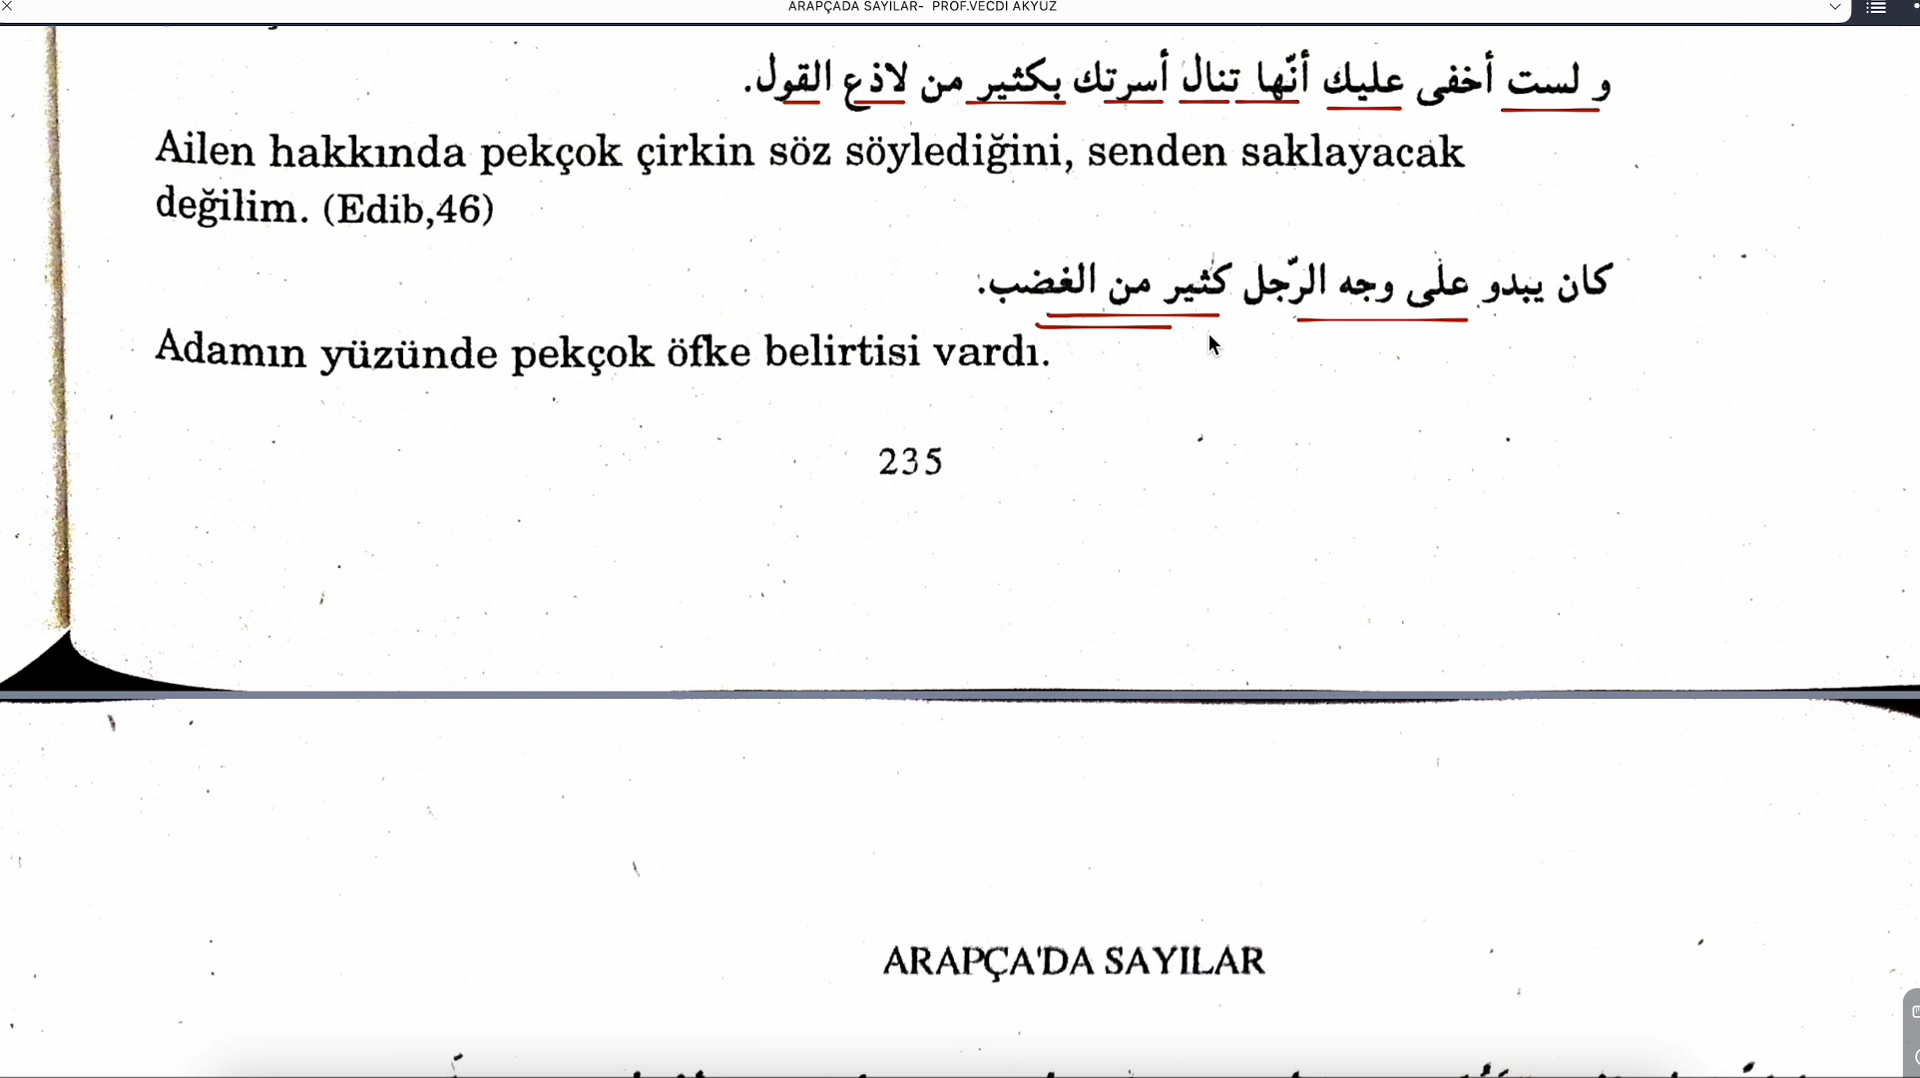 ARAPÇADA SAYILAR- PROF.VECDİ AKYÜZ
و لست أخفى عليك أنّها تنال أسرتك بكثير من لاذع القول.
Ailen hakkında pekçok çirkin söz söylediğini, senden saklayacak
değilim. (Edib,46)
كان يبدو على وجه الرّجل كثير من الغضب.
Adamın yüzünde pekçok öfke belirtisi vardı.
235
ARAPÇA'DA SAYILAR